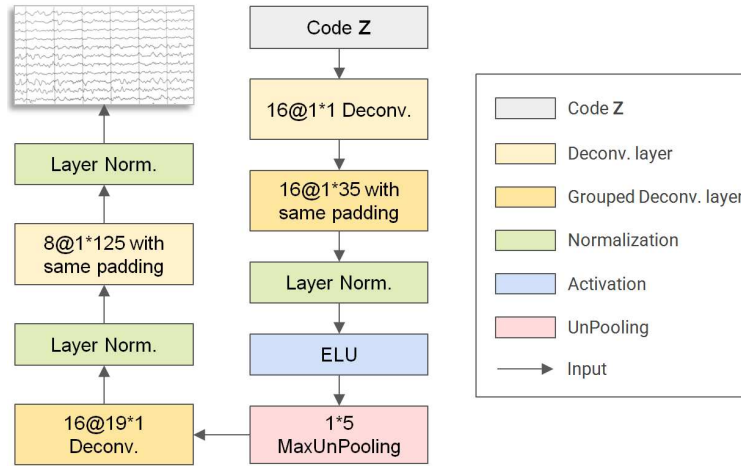 Code Z
16@1*1 Deconv.
16@1*35 with
same padding
Layer Norm.
ELU
1*5
MaxUnPooling
16@19*1
Deconv.
Layer Norm.
8@1*125 with
same padding
Layer Norm.
Code Z
Deconv. layer
Grouped Deconv. layer
Normalization
Activation
UnPooling
Input